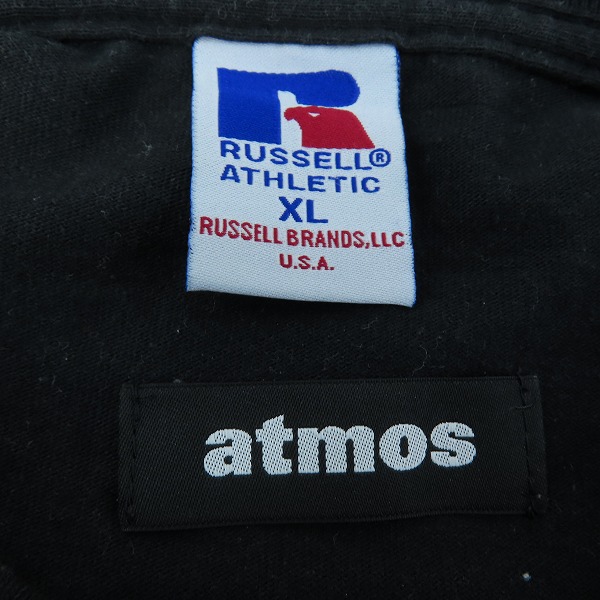 RUSSELL®
ATHLETIC
XL
RUSSELL BRANDS,LLC
U.S.A.
atmos